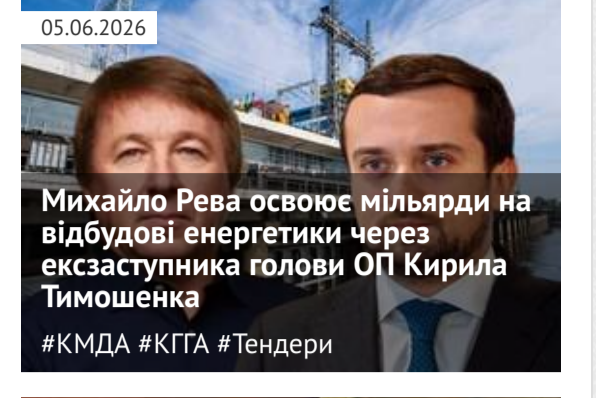 05.06.2026
Михайло Рева освоює мільярди на
відбудові енергетики через
ексзаступника голови ОП Кирила
Тимошенка
#КМДА #КГГА #Тендери